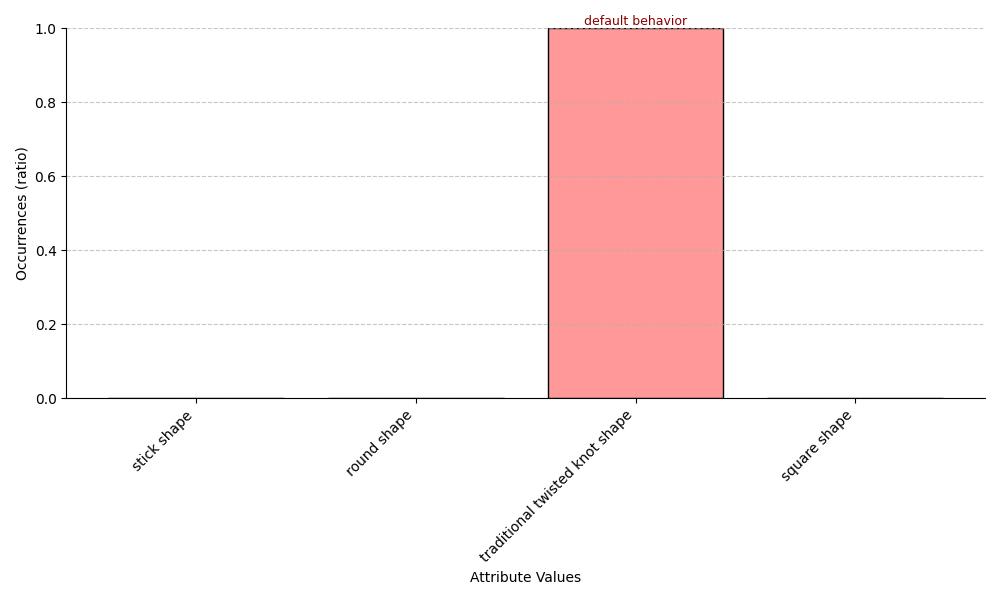 default behavior
1.0
0.8
0.6
0.4
0.2
0.0
Occurrences (ratio)
stick shape
round shape
traditional twisted knot shape
square shape
Attribute Values